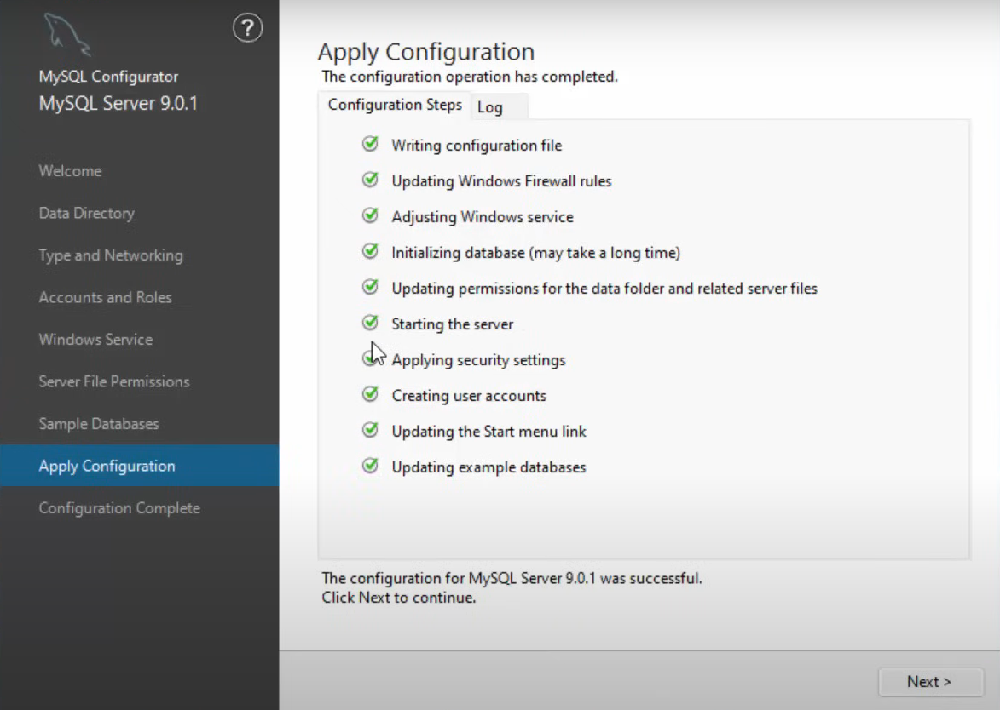 ?
MySQL Configurator
MySQL Server 9.0.1
Welcome
Data Directory
Type and Networking
Accounts and Roles
Windows Service
Server File Permissions
Sample Databases
Apply Configuration
Configuration Complete
Apply Configuration
The configuration operation has completed.
Configuration Steps
Log
Writing configuration file
Updating Windows Firewall rules
Adjusting Windows service
Initializing database (may take a long time)
Updating permissions for the data folder and related server files
Starting the server
Applying security settings
Creating user accounts
Updating the Start menu link
Updating example databases
The configuration for MySQL Server 9.0.1 was successful.
Click Next to continue.
Next >